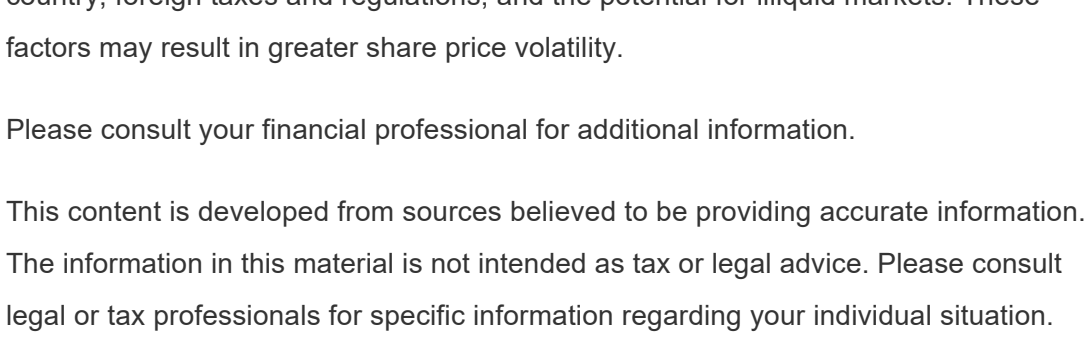 country, foreign taxes and regulations, and the potential for illiquid markets. These
factors may result in greater share price volatility.
Please consult your financial professional for additional information.
This content is developed from sources believed to be providing accurate information.
The information in this material is not intended as tax or legal advice. Please consult
legal or tax professionals for specific information regarding your individual situation.